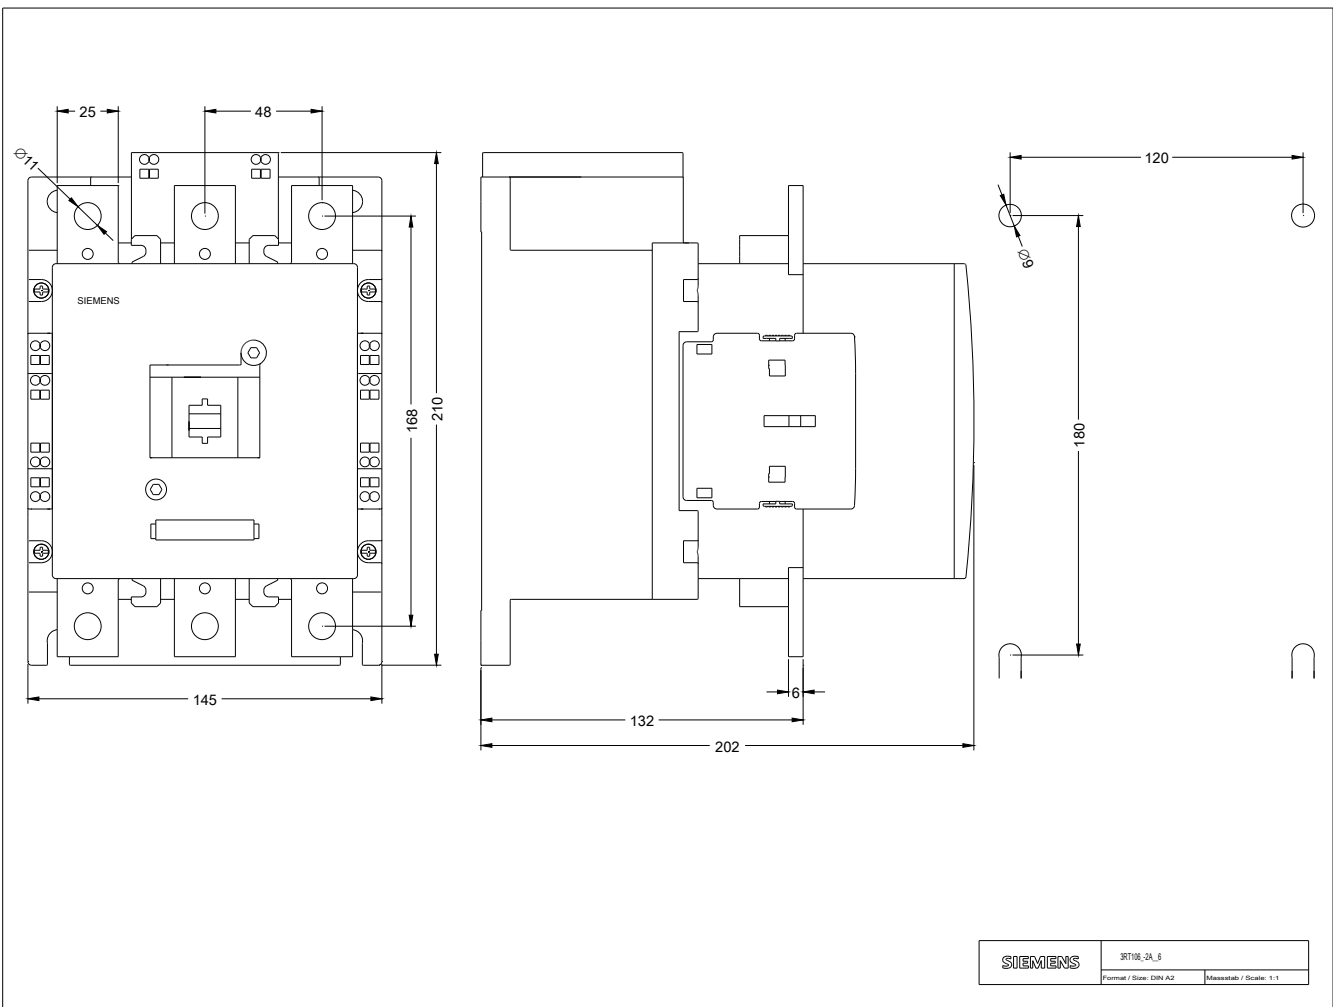 25
48
Ø11
120
Ø9
SIEMENS
168
210
180
145
6
132
202
SIEMENS
3RT106_-2A_6
Format / Size: DIN A2
Massstab / Scale: 1:1